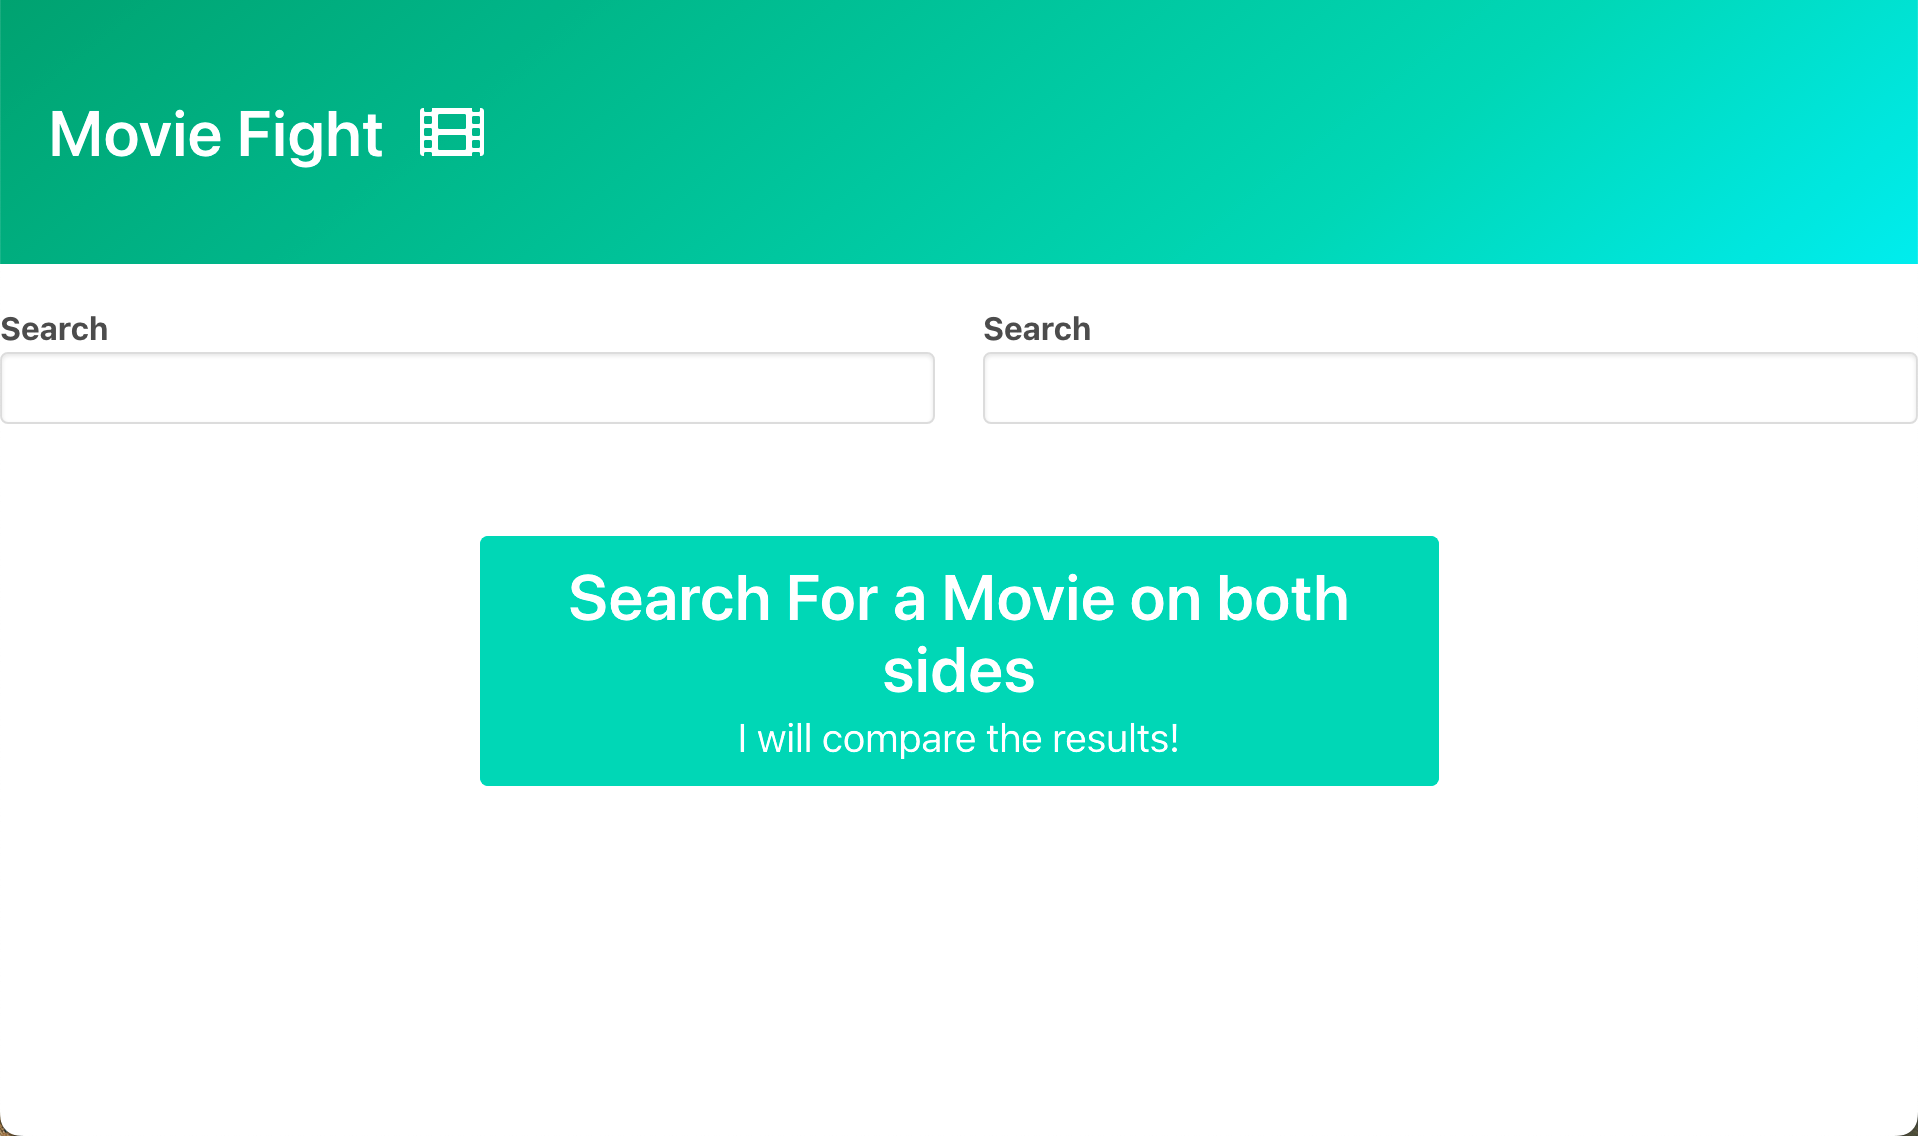 Movie Fight
Search
Search
Search For a Movie on both
sides
I will compare the results!